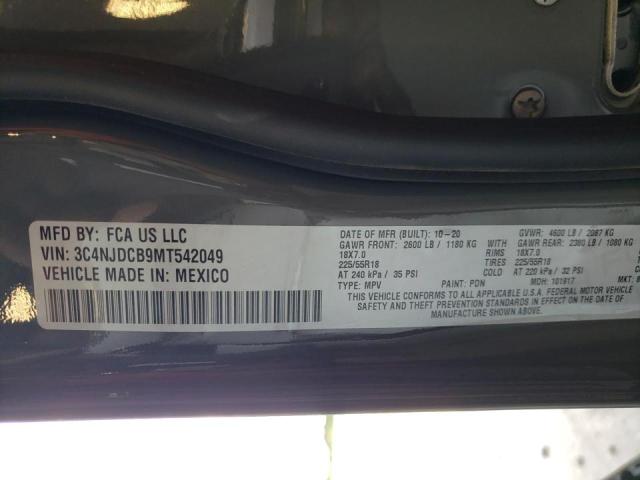 MFD BY: FCA US LLC
VIN: 3C4NJDCB9MT542049
VEHICLE MADE IN: MEXICO
DATE OF MFR (BUILT): 10-20 GVWR: 4600 LB / 2087 KG
GAWR FRONT: 2600 LB / 1180 KG WITH GAWR REAR: 2380 LB / 1080 KG
18X7.0 RIMS 18X7.0
225/55R18 TIRES 225/55R18
AT 240 kPa / 35 PSI AT 220 kPa / 32 PSI
TYPE: MPV PAINT: PDN MDH: 101917 MKT:
THIS VEHICLE CONFORMS TO ALL APPLICABLE U.S.A. FEDERAL MOTOR VEHICLE
SAFETY AND THEFT PREVENTION STANDARDS IN EFFECT ON THE DATE OF
MANUFACTURE SHOWN ABOVE.